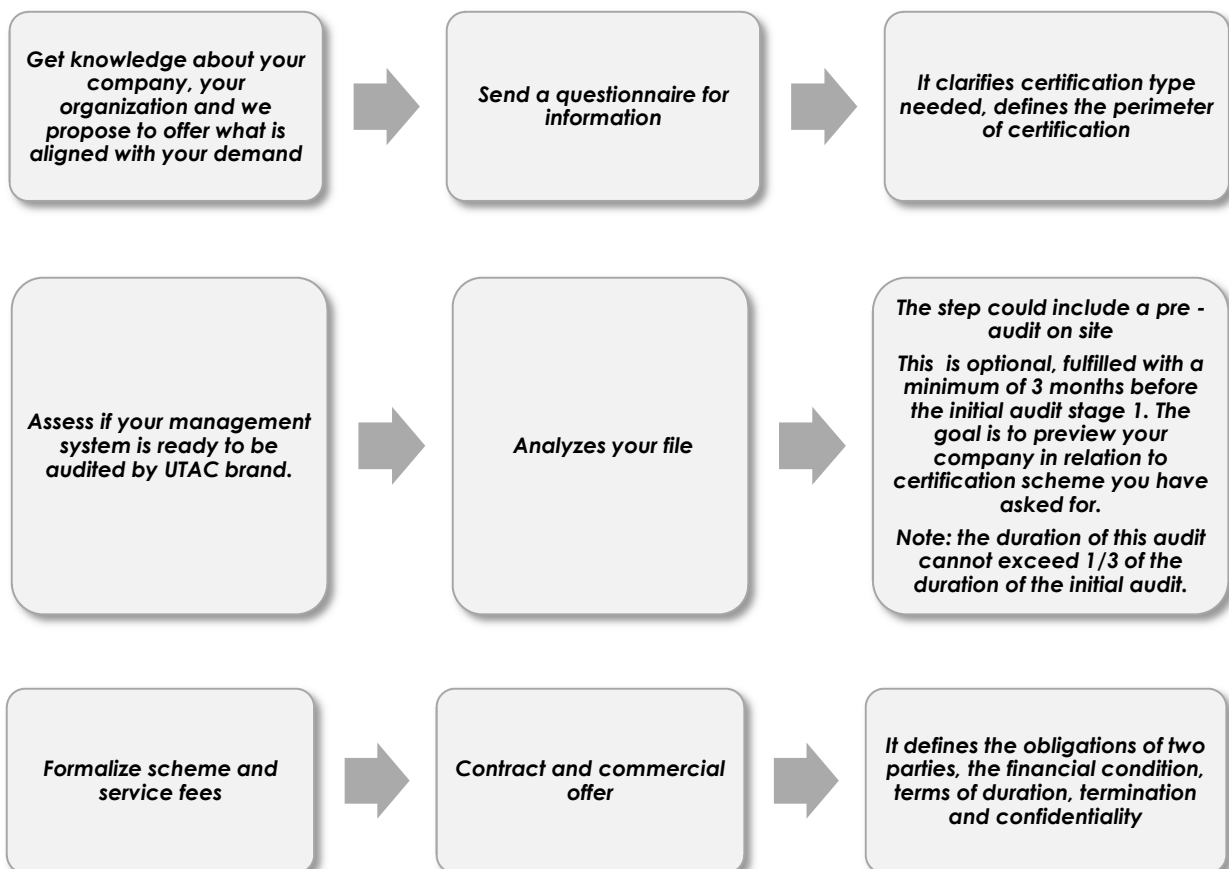 Get knowledge about your
company, your
organization and we
propose to offer what is
aligned with your demand
Send a questionnaire for
information
It clarifies certification type
needed, defines the perimeter
of certification
Assess if your management
system is ready to be
audited by UTAC brand.
Analyzes your file
The step could include a pre -
audit on site
This  is optional, fulfilled with a
minimum of 3 months before
the initial audit stage 1. The
goal is to preview your
company in relation to
certification scheme you have
asked for.
Note: the duration of this audit
cannot exceed 1/3 of the
duration of the initial audit.
Formalize scheme and
service fees
Contract and commercial
offer
It defines the obligations of two
parties, the financial condition,
terms of duration, termination
and confidentiality